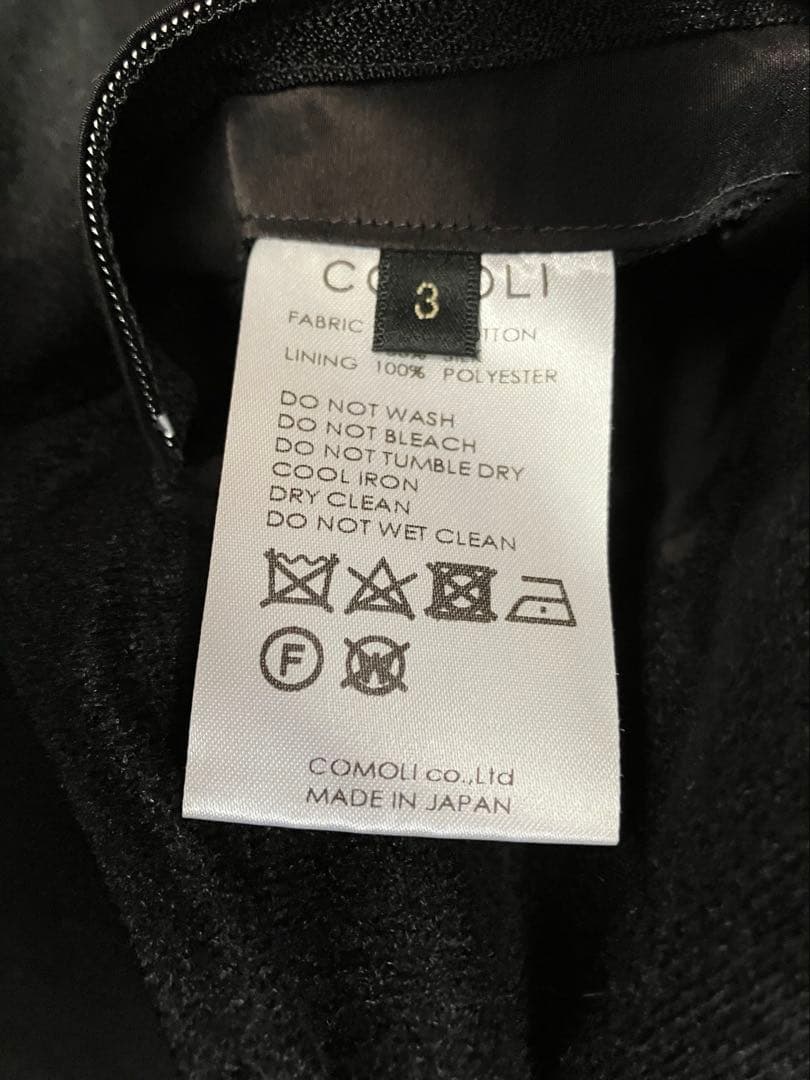 3
FABRIC
LINING 100% POLYESTER
DO NOT WASH
DO NOT BLEACH
DO NOT TUMBLE DRY
COOL IRON
DRY CLEAN
DO NOT WET CLEAN
F W
COMOLI co.,Ltd
MADE IN JAPAN